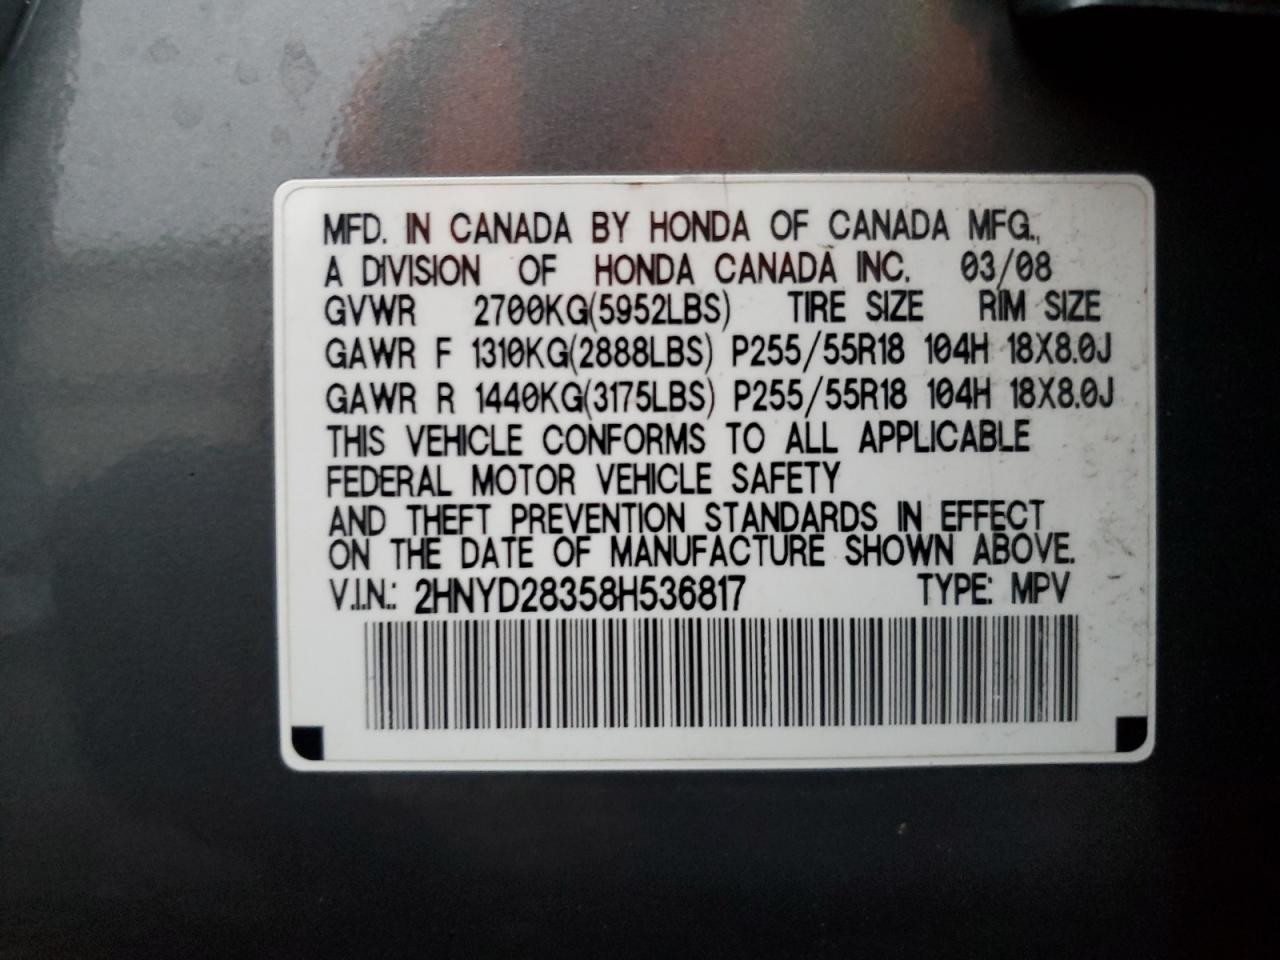 MFD. IN CANADA BY HONDA OF CANADA MFG.,
A DIVISION OF HONDA CANADA INC. 03/08
GVWR 2700KG(5952LBS) TIRE SIZE RIM SIZE
GAWR F 1310KG(2888LBS) P255/55R18 104H 18X8.0J
GAWR R 1440KG(3175LBS) P255/55R18 104H 18X8.0J
THIS VEHICLE CONFORMS TO ALL APPLICABLE
FEDERAL MOTOR VEHICLE SAFETY
AND THEFT PREVENTION STANDARDS IN EFFECT
ON THE DATE OF MANUFACTURE SHOWN ABOVE.
V.I.N.: 2HNYD28358H536817 TYPE: MPV